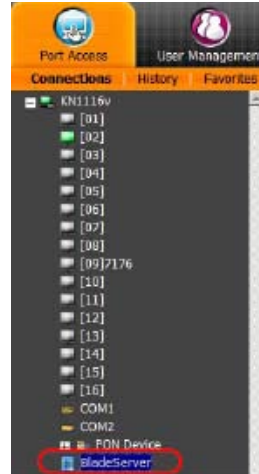 Port Access
User Management
Connections
History
Favorites
KN1116v
[01]
[02]
[03]
[04]
[05]
[06]
[07]
[08]
[09]7176
[10]
[11]
[12]
[13]
[14]
[15]
[16]
COM1
COM2
PON Device
BladeServer